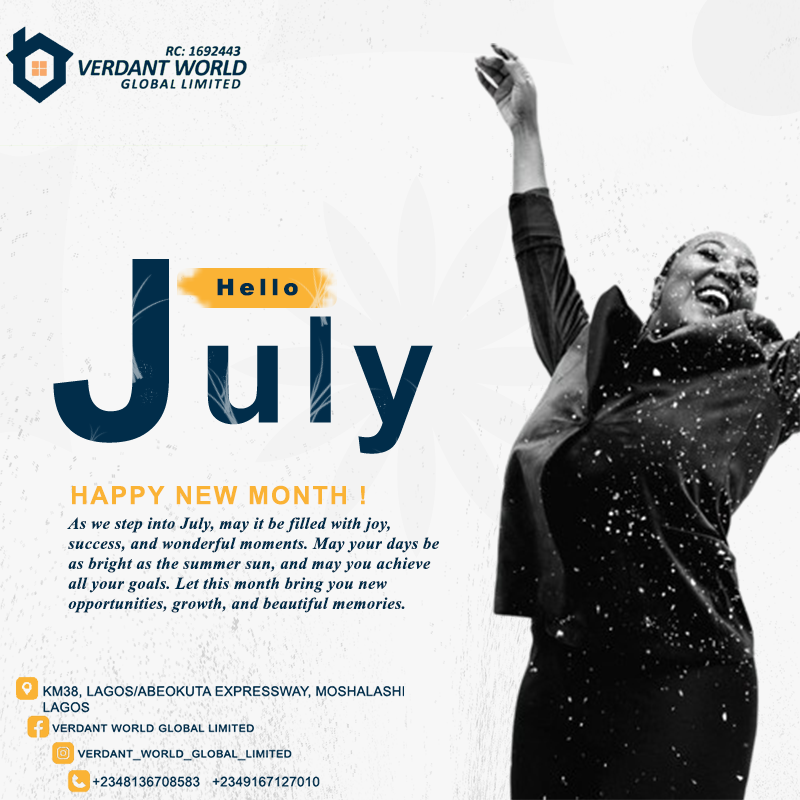 RC: 1692443
VERDANT WORLD
GLOBAL LIMITED
Hello
July
HAPPY NEW MONTH !
As we step into July, may it be filled with joy,
success, and wonderful moments. May your days be
as bright as the summer sun, and may you achieve
all your goals. Let this month bring you new
opportunities, growth, and beautiful memories.
KM38, LAGOS/ABEOKUTA EXPRESSWAY, MOSHALASHI
LAGOS
VERDANT WORLD GLOBAL LIMITED
VERDANT_WORLD_GLOBAL_LIMITED
+2348136708583 +2349167127010